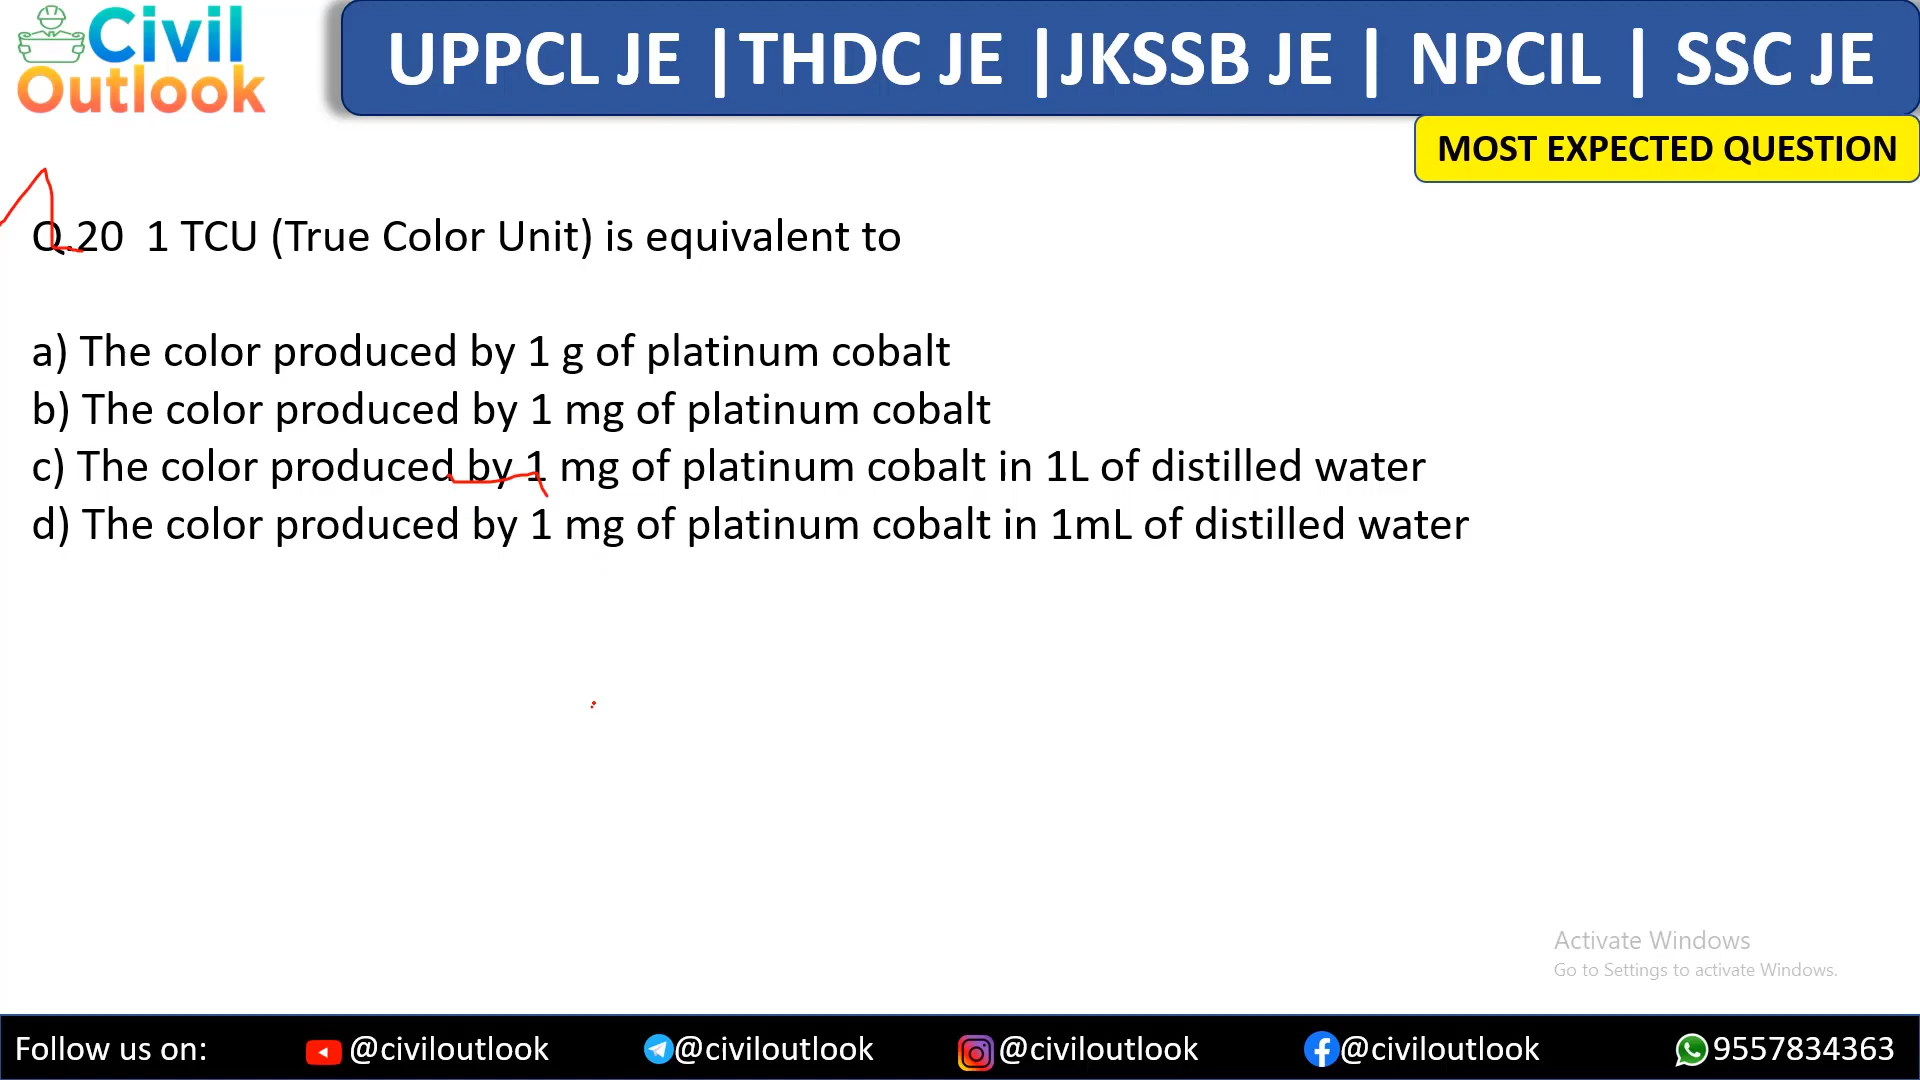 Civil
Outlook
UPPCL JE |THDC JE |JKSSB JE | NPCIL | SSC JE
MOST EXPECTED QUESTION
Q.20 1 TCU (True Color Unit) is equivalent to
a) The color produced by 1 g of platinum cobalt
b) The color produced by 1 mg of platinum cobalt
c) The color produced by 1 mg of platinum cobalt in 1L of distilled water
d) The color produced by 1 mg of platinum cobalt in 1mL of distilled water
Activate Windows
Go to Settings to activate Windows.
Follow us on: @civiloutlook @civiloutlook @civiloutlook @civiloutlook 9557834363